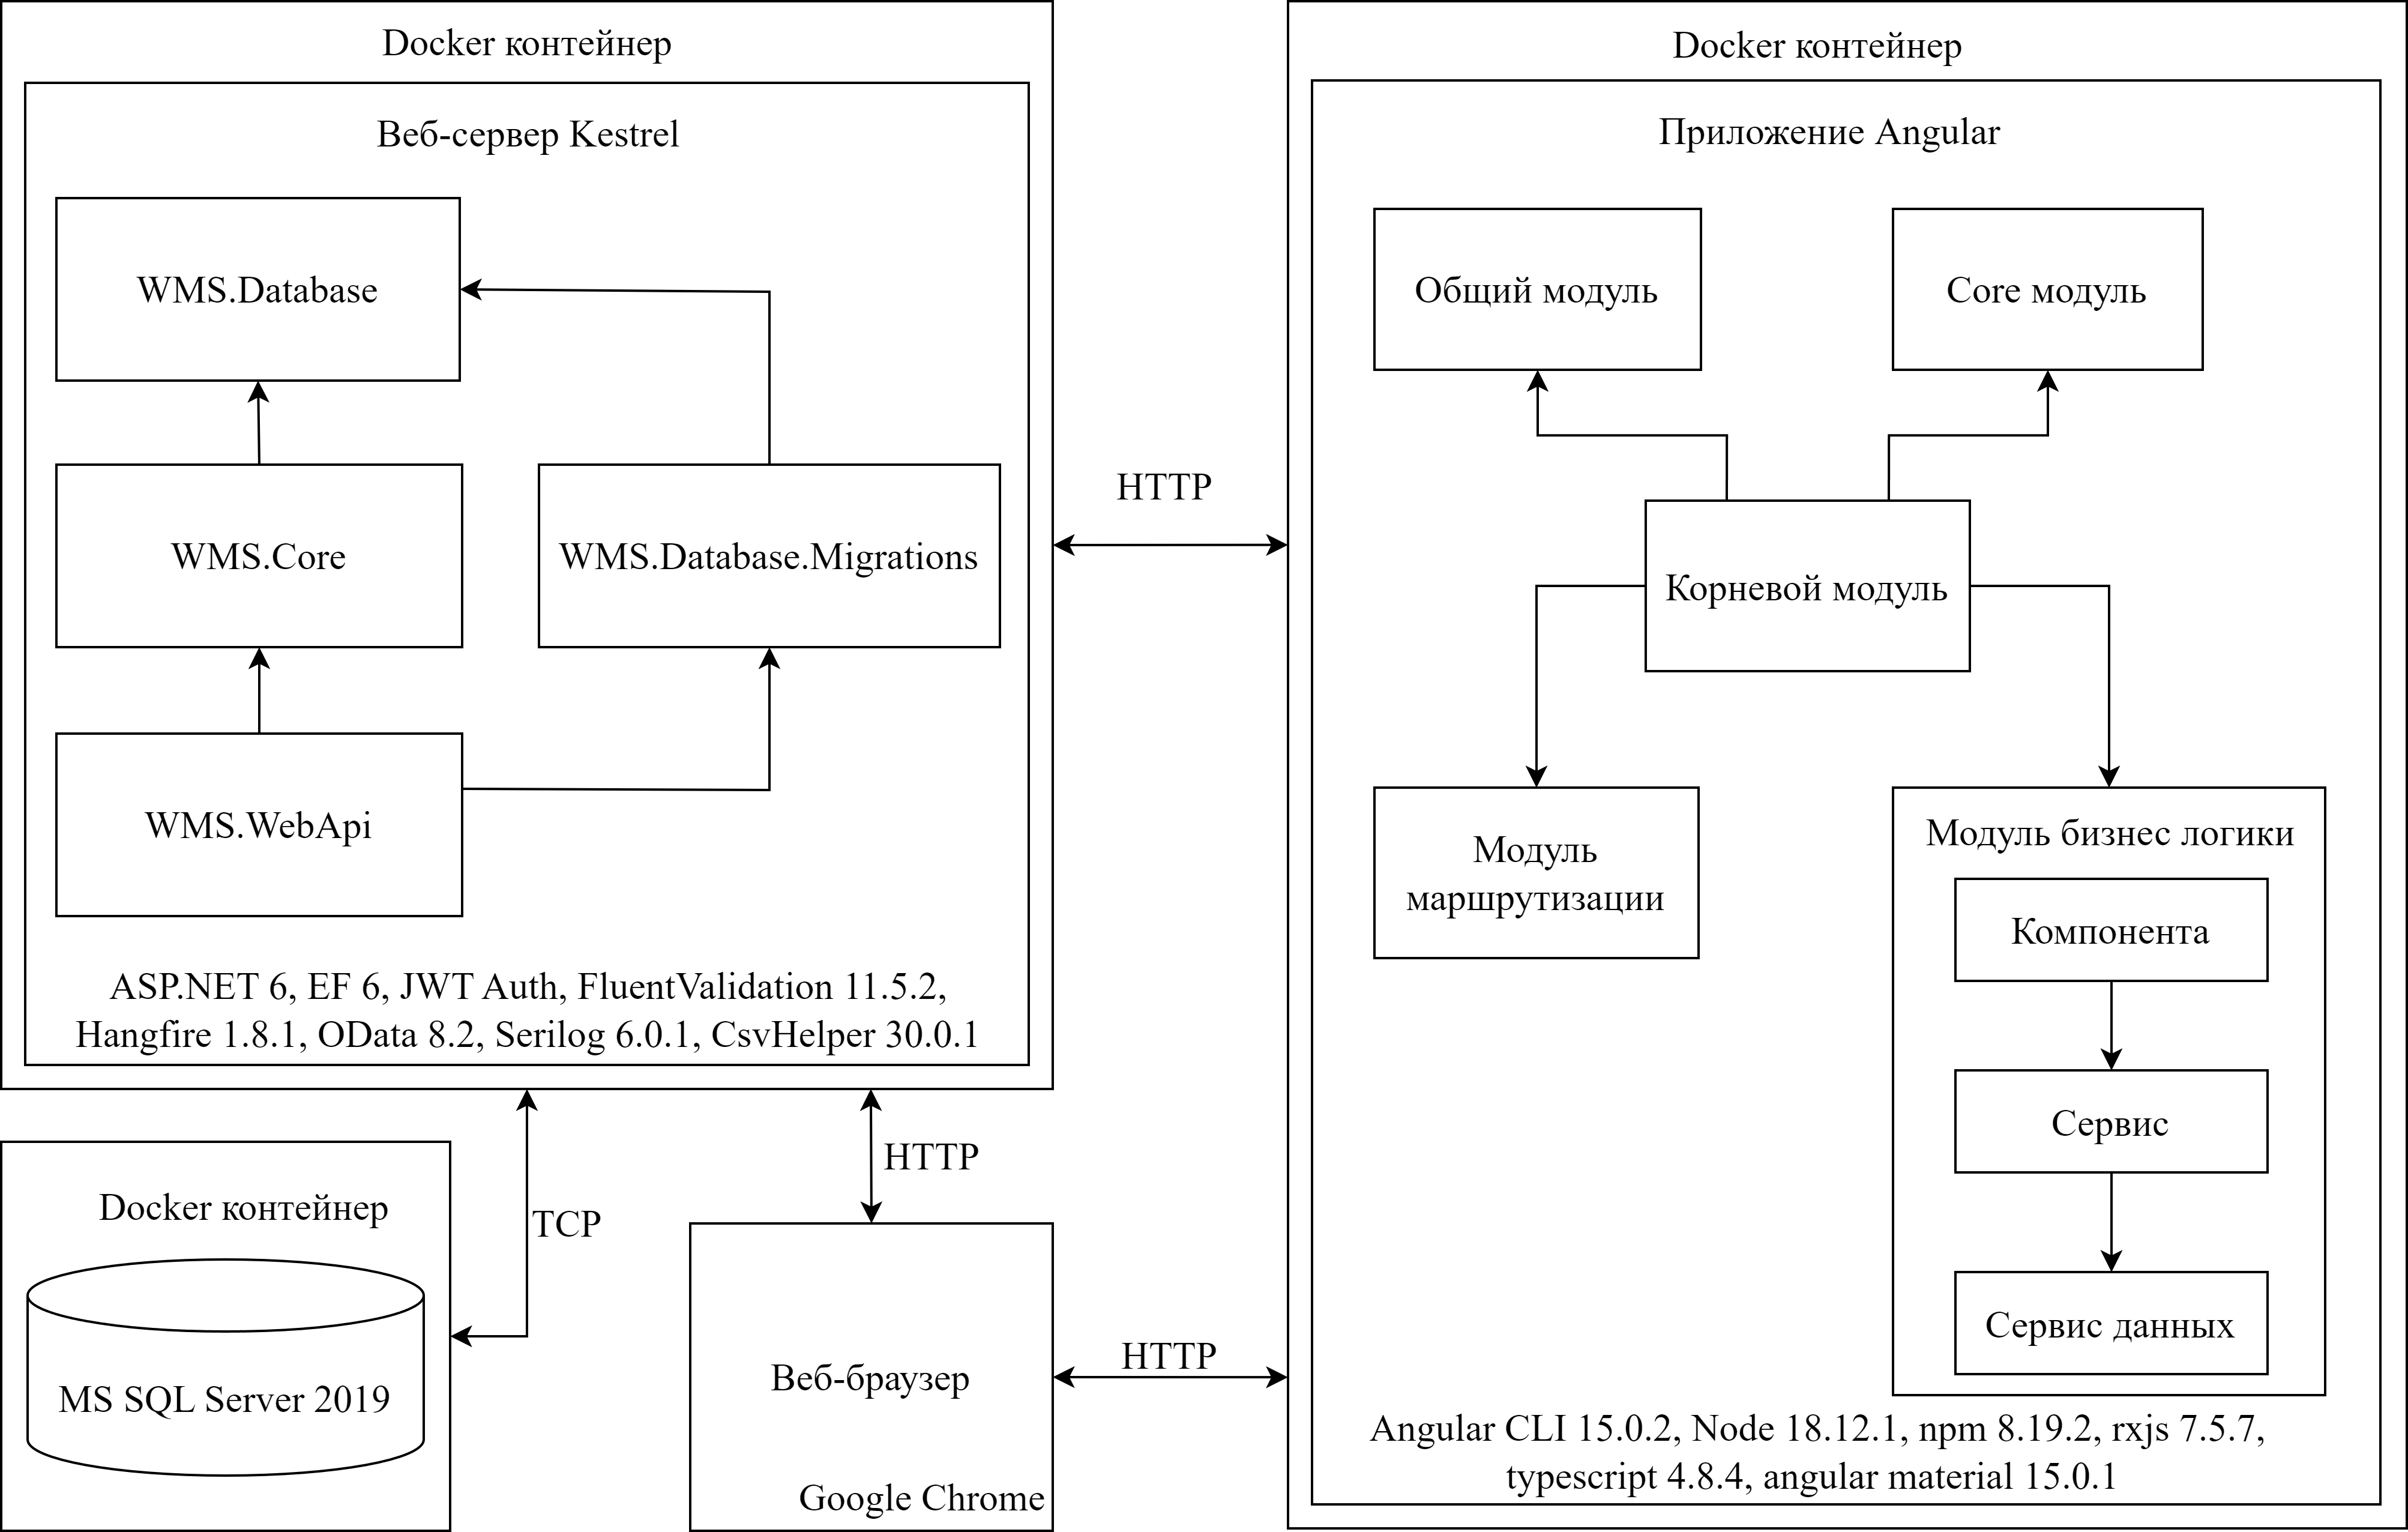 Docker контейнер
Веб-сервер Kestrel
WMS.Database
WMS.Core
WMS.Database.Migrations
WMS.WebApi
ASP.NET 6, EF 6, JWT Auth, FluentValidation 11.5.2,
Hangfire 1.8.1, OData 8.2, Serilog 6.0.1, CsvHelper 30.0.1
HTTP
Docker контейнер
Приложение Angular
Общий модуль
Core модуль
Корневой модуль
Модуль
маршрутизации
Модуль бизнес логики
Компонента
Сервис
Сервис данных
Angular CLI 15.0.2, Node 18.12.1, npm 8.19.2, rxjs 7.5.7,
typescript 4.8.4, angular material 15.0.1
Docker контейнер
MS SQL Server 2019
TCP
HTTP
Веб-браузер
Google Chrome
HTTP